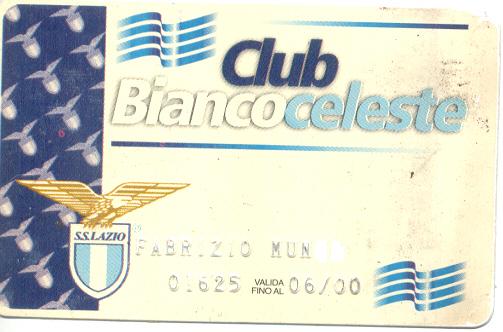 Club
Biancoceleste
S.S.LAZIO
®
FABRIZIO
01625 VALIDA FINO AL 06/00